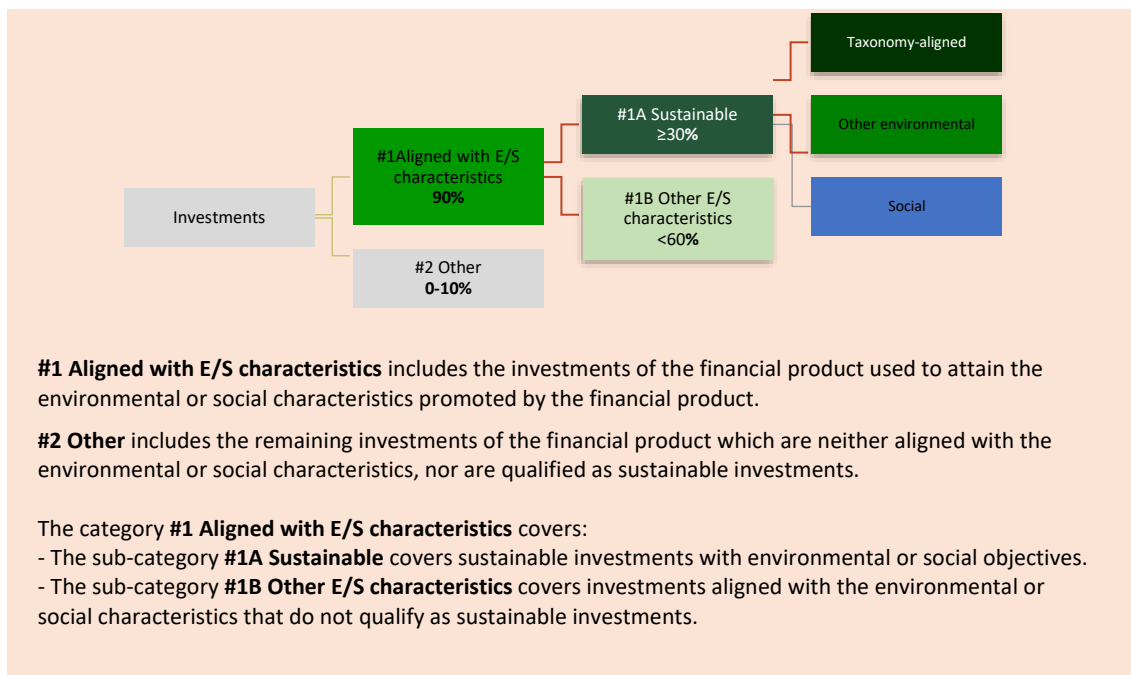 Taxonomy-aligned
#1A Sustainable
≥30%
Other environmental
#1Aligned with E/S
characteristics
90%
#1B Other E/S
characteristics
<60%
Social
Investments
#2 Other
0-10%
#1 Aligned with E/S characteristics includes the investments of the financial product used to attain the
environmental or social characteristics promoted by the financial product.
#2 Other includes the remaining investments of the financial product which are neither aligned with the
environmental or social characteristics, nor are qualified as sustainable investments.
The category #1 Aligned with E/S characteristics covers:
- The sub-category #1A Sustainable covers sustainable investments with environmental or social objectives.
- The sub-category #1B Other E/S characteristics covers investments aligned with the environmental or
social characteristics that do not qualify as sustainable investments.